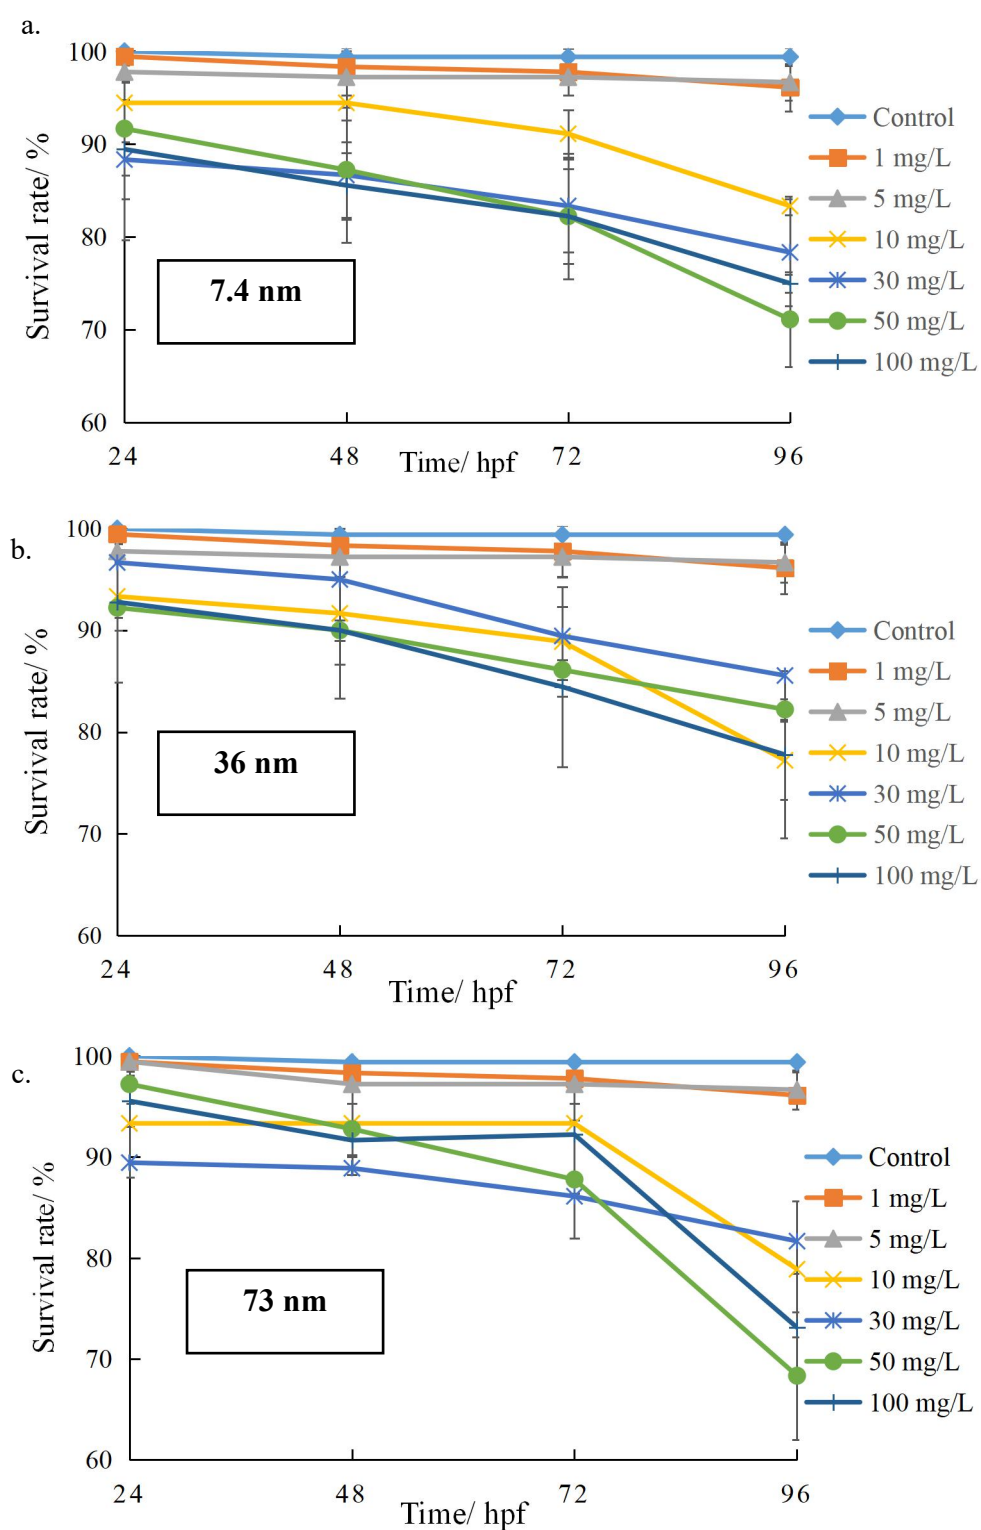 a.
100
90
80
70
60
Survival rate/ %
7.4 nm
24 48 72 96
Time/ hpf
Control
1 mg/L
5 mg/L
10 mg/L
30 mg/L
50 mg/L
100 mg/L
b.
100
90
80
70
60
Survival rate/ %
36 nm
24 48 72 96
Time/ hpf
Control
1 mg/L
5 mg/L
10 mg/L
30 mg/L
50 mg/L
100 mg/L
c.
100
90
80
70
60
Survival rate/ %
73 nm
24 48 72 96
Time/ hpf
Control
1 mg/L
5 mg/L
10 mg/L
30 mg/L
50 mg/L
100 mg/L